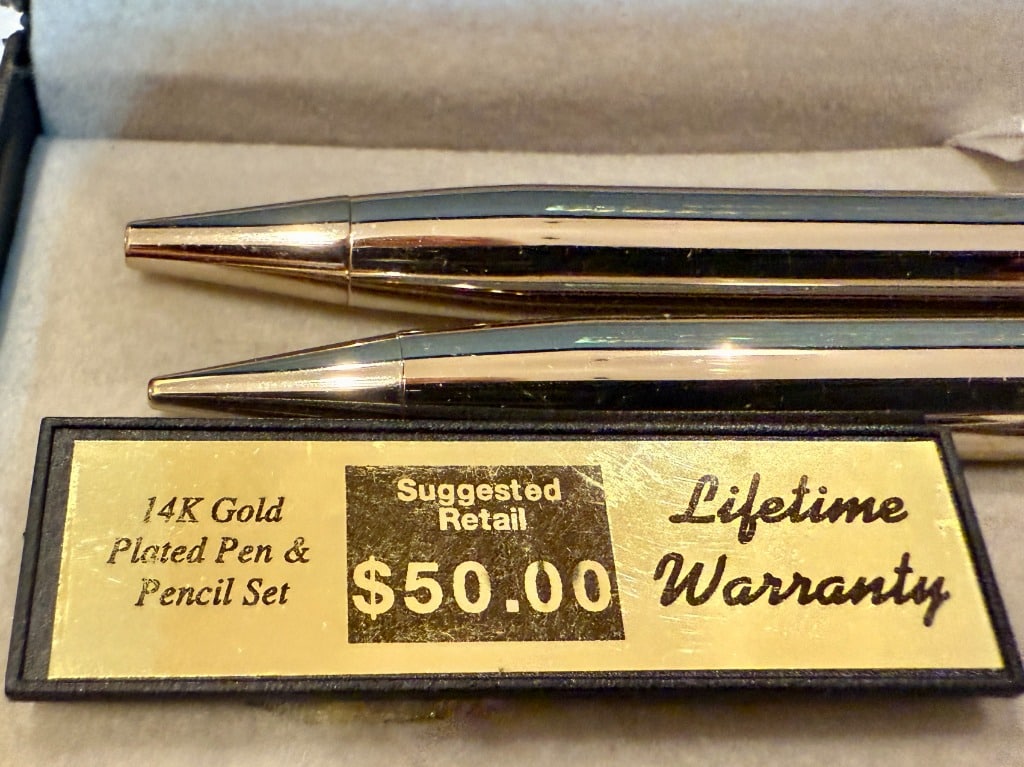 14K Gold
Plated Pen &
Pencil Set
Suggested
Retail
$50.00
Lifetime
Warranty